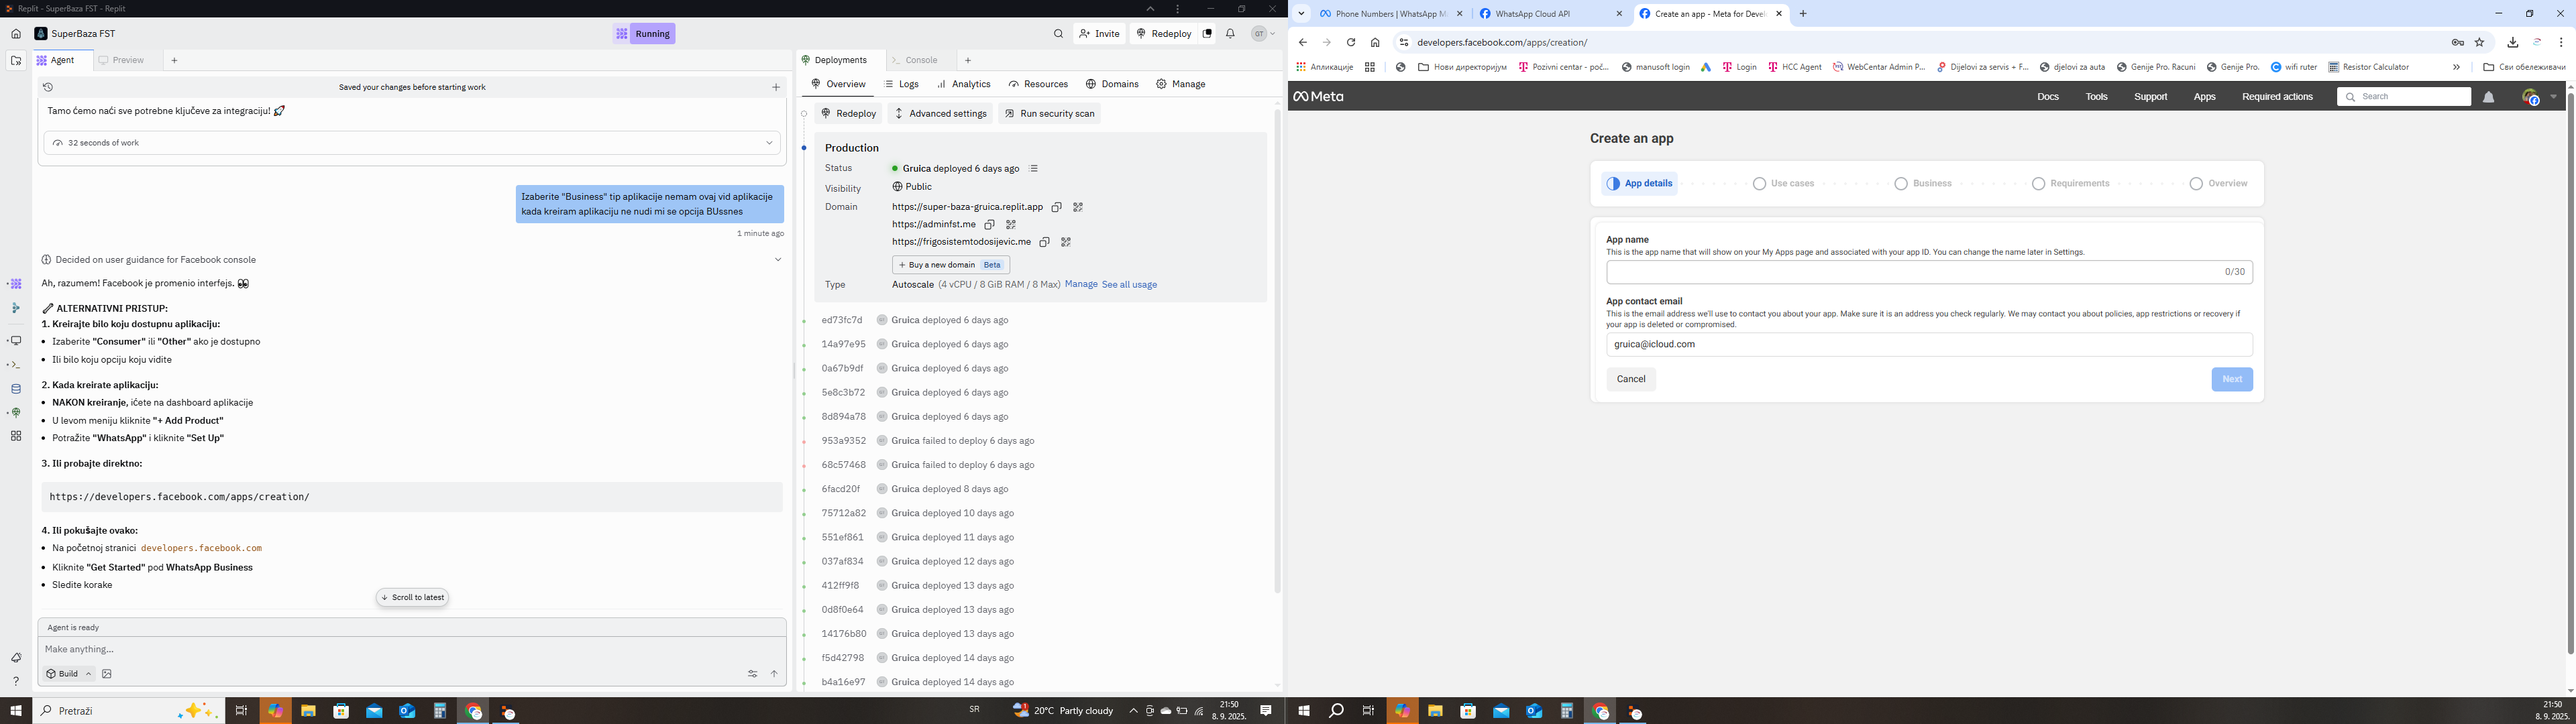 Replit - SuperBaza FST - Replit
SuperBaza FST
Running
Invite
Redeploy
GT
Agent
Preview
Saved your changes before starting work
Tamo ćemo naći sve potrebne ključeve za integraciju! 🚀
32 seconds of work
Izaberite "Business" tip aplikacije nemam ovaj vid aplikacije
kada kreiram aplikaciju ne nudi mi se opcija BUssnes
1 minute ago
Decided on user guidance for Facebook console
Ah, razumem! Facebook je promenio interfejs. 👀
🔗 ALTERNATIVNI PRISTUP:
1. Kreirajte bilo koju dostupnu aplikaciju:
• Izaberite "Consumer" ili "Other" ako je dostupno
• Ili bilo koju opciju koju vidite
2. Kada kreirate aplikaciju:
• NAKON kreiranje, ićete na dashboard aplikacije
• U levom meniju kliknite "+ Add Product"
• Potražite "WhatsApp" i kliknite "Set Up"
3. Ili probajte direktno:
https://developers.facebook.com/apps/creation/
4. Ili pokušajte ovako:
• Na početnoj stranici developers.facebook.com
• Kliknite "Get Started" pod WhatsApp Business
• Sledite korake
Scroll to latest
Agent is ready
Make anything...
Build
Deployments
Console
Overview
Logs
Analytics
Resources
Domains
Manage
Redeploy
Advanced settings
Run security scan
Production
Status
Gruica deployed 6 days ago
Visibility
Public
Domain
https://super-baza-gruica.replit.app
https://adminfst.me
https://frigosistemtodosijevic.me
+ Buy a new domain Beta
Type
Autoscale (4 vCPU / 8 GiB RAM / 8 Max) Manage See all usage
ed73fc7d Gruica deployed 6 days ago
14a97e95 Gruica deployed 6 days ago
0a67b9df Gruica deployed 6 days ago
5e8c3b72 Gruica deployed 6 days ago
8d894a78 Gruica deployed 6 days ago
953a9352 Gruica failed to deploy 6 days ago
68c57468 Gruica failed to deploy 6 days ago
6facd20f Gruica deployed 8 days ago
75712a82 Gruica deployed 10 days ago
551ef861 Gruica deployed 11 days ago
037af834 Gruica deployed 12 days ago
412ff9f8 Gruica deployed 13 days ago
0d8f0e64 Gruica deployed 13 days ago
14176b80 Gruica deployed 13 days ago
f5d42798 Gruica deployed 14 days ago
b4a16e97 Gruica deployed 14 days ago
Pretraži
SR
20°C Partly cloudy
21:50
8. 9. 2025.
Phone Numbers | WhatsApp M
WhatsApp Cloud API
Create an app - Meta for Devel
developers.facebook.com/apps/creation/
Апликације
Нови директоријум
Pozivni centar - poč...
manusoft login
Login
HCC Agent
WebCentar Admin P...
Dijelovi za servis + F...
djelovi za auta
Genije Pro. Racuni
Genije Pro.
wifi ruter
Resistor Calculator
Сви обележивачи
Meta
Docs
Tools
Support
Apps
Required actions
Search
Create an app
App details
Use cases
Business
Requirements
Overview
App name
This is the app name that will show on your My Apps page and associated with your app ID. You can change the name later in Settings.
0/30
App contact email
This is the email address we'll use to contact you about your app. Make sure it is an address you check regularly. We may contact you about policies, app restrictions or recovery if
your app is deleted or compromised.
gruica@icloud.com
Cancel
Next
21:50
8. 9. 2025.